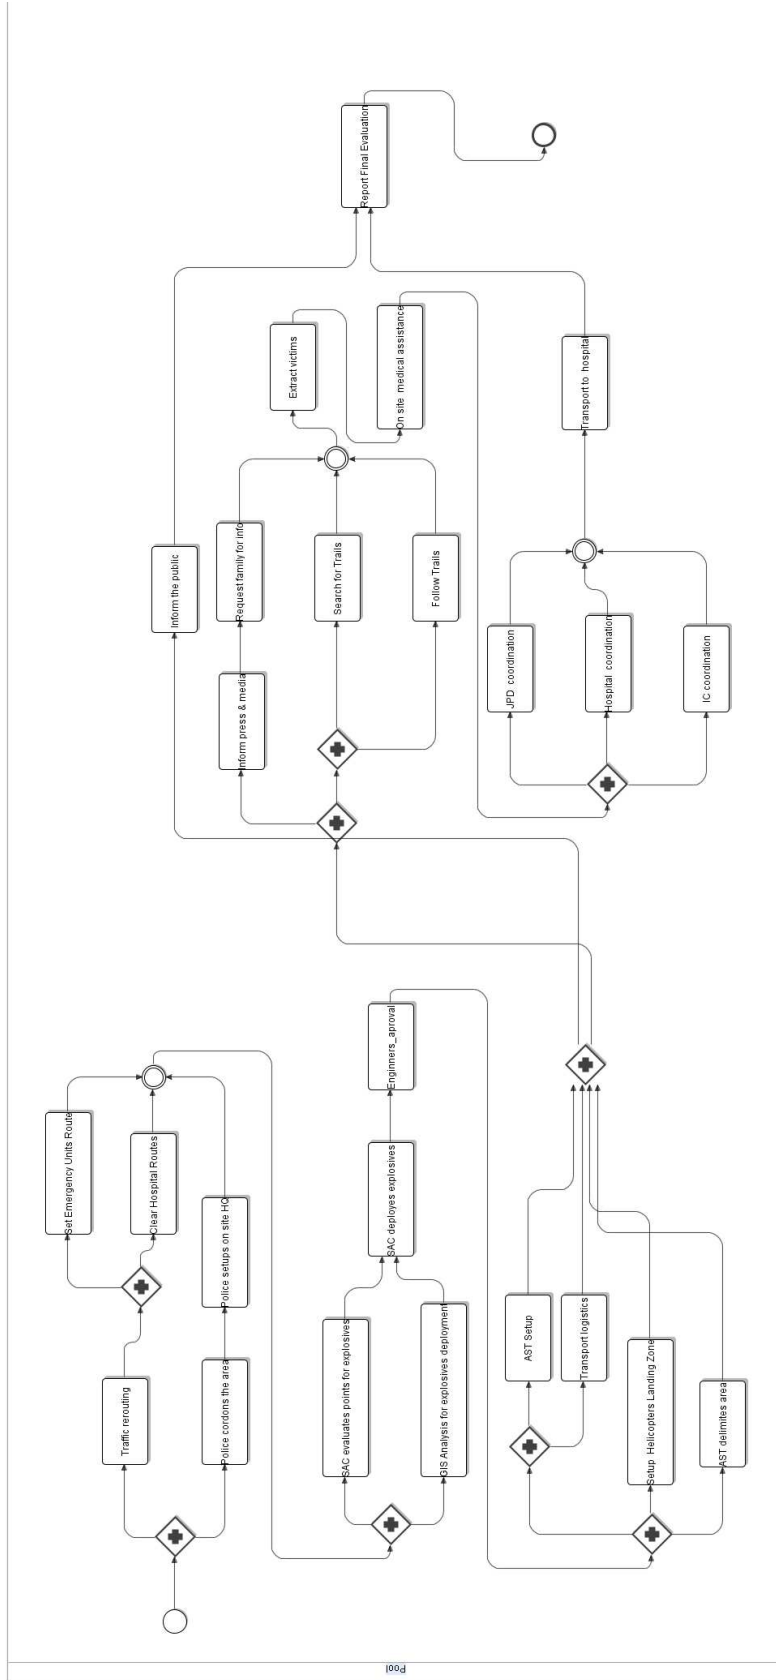 Pool
Traffic rerouting
Police cordons the area
Set Emergency Units Route
Clear Hospital Routes
Police setups on site HQ
SAC evaluates points for explosives
GIS Analysis for explosives deployment
SAC deployes explosives
Enginners_aproval
AST Setup
Transport logistics
Setup Helicopters Landing Zone
AST delimites area
Inform the public
Inform press & media
Request family for info
Search for Trails
Follow Trails
Extract victims
On site medical assistance
JPD coordination
Hospital coordination
IC coordination
Transport to hospital
Report Final Evaluation